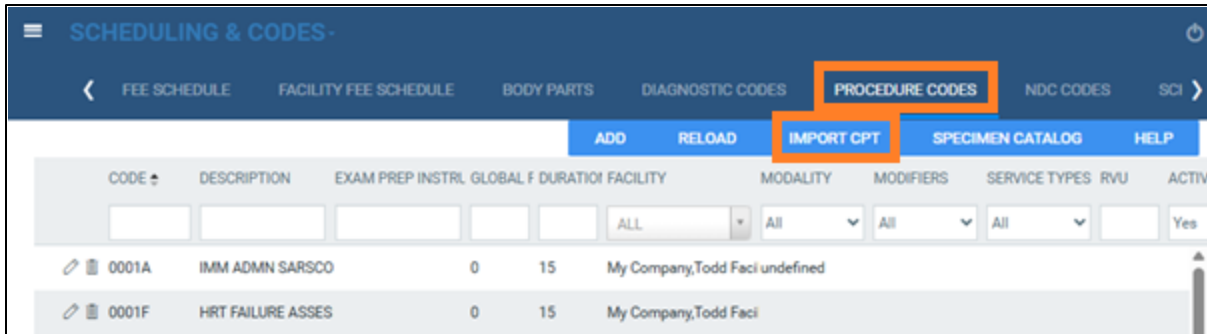 SCHEDULING & CODES
FEE SCHEDULE FACILITY FEE SCHEDULE BODY PARTS DIAGNOSTIC CODES PROCEDURE CODES NDC CODES SCI
ADD RELOAD IMPORT CPT SPECIMEN CATALOG HELP
CODE DESCRIPTION EXAM PREP INSTRU GLOBAL F DURATION FACILITY MODALITY MODIFIERS SERVICE TYPES RVU ACTIV
ALL All All All Yes
0001A IMM ADMN SARSCO 0 15 My Company,Todd Faci undefined
0001F HRT FAILURE ASSES 0 15 My Company,Todd Faci